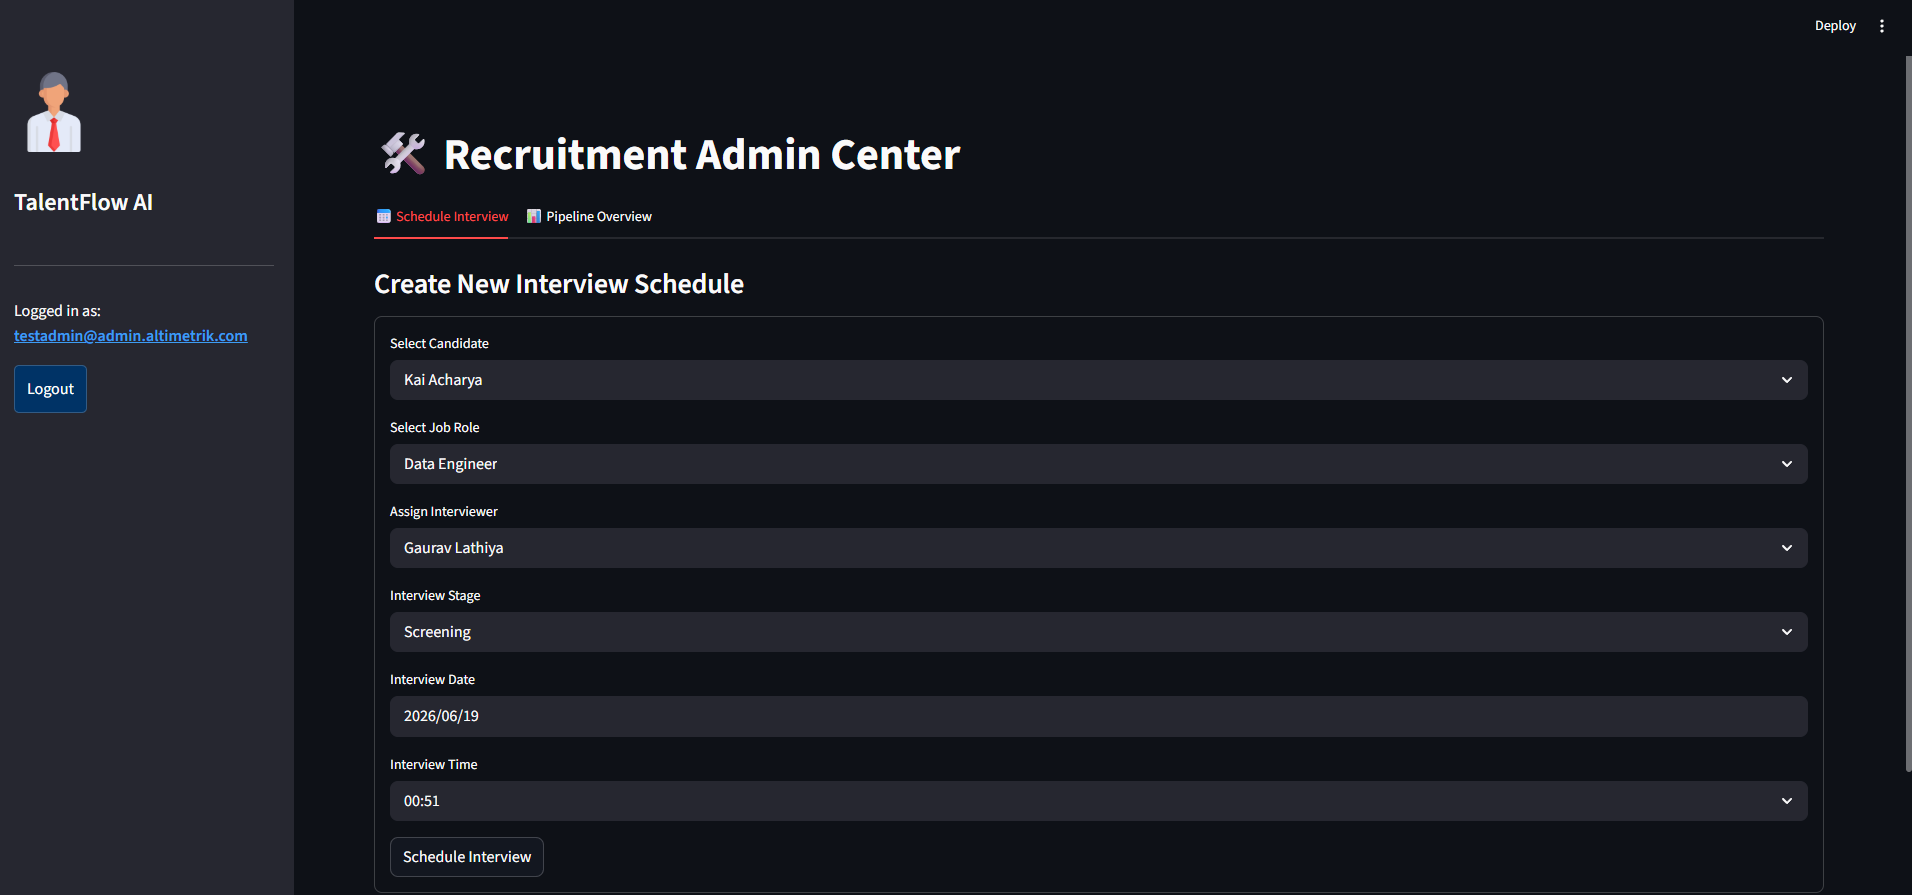 Deploy
TalentFlow AI
Logged in as:
testadmin@admin.altimetrik.com
Logout
Recruitment Admin Center
Schedule Interview
Pipeline Overview
Create New Interview Schedule
Select Candidate
Kai Acharya
Select Job Role
Data Engineer
Assign Interviewer
Gaurav Lathiya
Interview Stage
Screening
Interview Date
2026/06/19
Interview Time
00:51
Schedule Interview